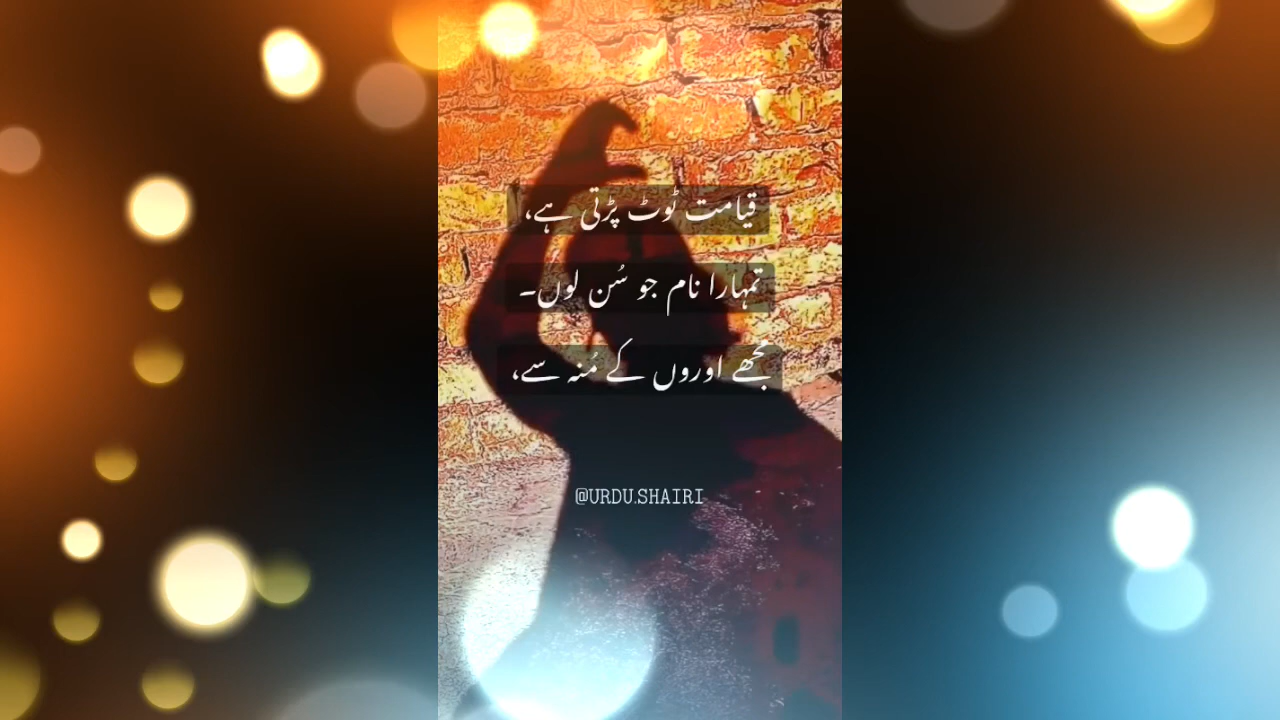 قیامت ٹوٹ پڑتی ہے،
تمہارا نام جو سُن لوں۔
مجھے اوروں کے مُنہ سے،
@URDU.SHAIRI